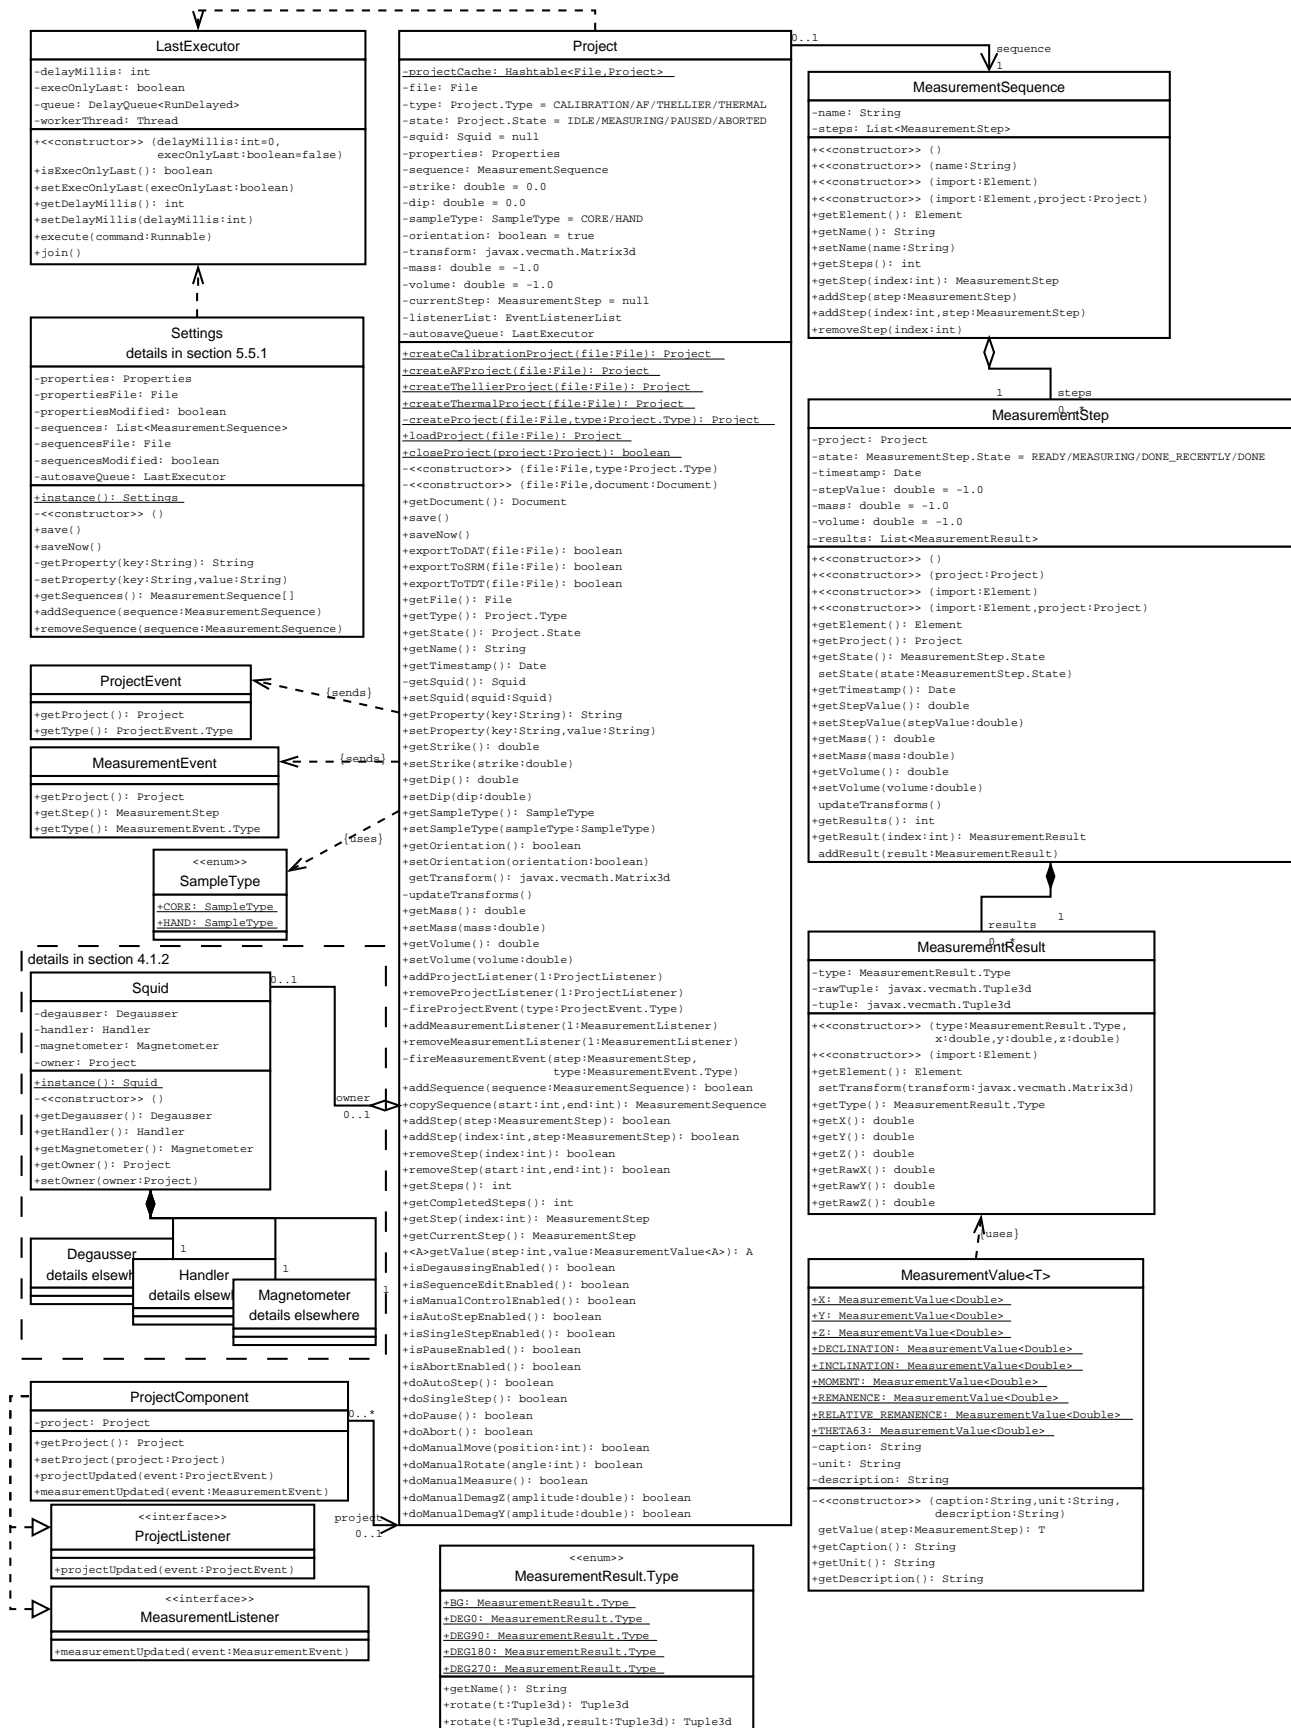 LastExecutor
-delayMillis: int
-execOnlyLast: boolean
-queue: DelayQueue<RunDelayed>
-workerThread: Thread
+<<constructor>> (delayMillis:int=0,
execOnlyLast:boolean=false)
+isExecOnlyLast(): boolean
+setExecOnlyLast(execOnlyLast:boolean)
+getDelayMillis(): int
+setDelayMillis(delayMillis:int)
+execute(command:Runnable)
+join()
Settings
details in section 5.5.1
-properties: Properties
-propertiesFile: File
-propertiesModified: boolean
-sequences: List<MeasurementSequence>
-sequencesFile: File
-sequencesModified: boolean
-autosaveQueue: LastExecutor
+instance(): Settings
-<<constructor>> ()
+save()
+saveNow()
-getProperty(key:String): String
-setProperty(key:String,value:String)
+getSequences(): MeasurementSequence[]
+addSequence(sequence:MeasurementSequence)
+removeSequence(sequence:MeasurementSequence)
ProjectEvent
+getProject(): Project
+getType(): ProjectEvent.Type
{sends}
MeasurementEvent
+getProject(): Project
+getStep(): MeasurementStep
+getType(): MeasurementEvent.Type
{sends}
<<enum>>
SampleType
+CORE: SampleType
+HAND: SampleType
{uses}
details in section 4.1.2
Squid
-degausser: Degausser
-handler: Handler
-magnetometer: Magnetometer
-owner: Project
+instance(): Squid
-<<constructor>> ()
+getDegausser(): Degausser
+getHandler(): Handler
+getMagnetometer(): Magnetometer
+getOwner(): Project
+setOwner(owner:Project)
0..1
owner
0..1
Degausser
details elsewh
1
Handler
details elsewh
1
Magnetometer
details elsewhere
1
ProjectComponent
-project: Project
+getProject(): Project
+setProject(project:Project)
+projectUpdated(event:ProjectEvent)
+measurementUpdated(event:MeasurementEvent)
0..*
project
0..1
<<interface>>
ProjectListener
+projectUpdated(event:ProjectEvent)
<<interface>>
MeasurementListener
+measurementUpdated(event:MeasurementEvent)
Project
-projectCache: Hashtable<File,Project>
-file: File
-type: Project.Type = CALIBRATION/AF/THELLIER/THERMAL
-state: Project.State = IDLE/MEASURING/PAUSED/ABORTED
-squid: Squid = null
-properties: Properties
-sequence: MeasurementSequence
-strike: double = 0.0
-dip: double = 0.0
-sampleType: SampleType = CORE/HAND
-orientation: boolean = true
-transform: javax.vecmath.Matrix3d
-mass: double = -1.0
-volume: double = -1.0
-currentStep: MeasurementStep = null
-listenerList: EventListenerList
-autosaveQueue: LastExecutor
+createCalibrationProject(file:File): Project
+createAFProject(file:File): Project
+createThellierProject(file:File): Project
+createThermalProject(file:File): Project
-createProject(file:File,type:Project.Type): Project
+loadProject(file:File): Project
+closeProject(project:Project): boolean
-<<constructor>> (file:File,type:Project.Type)
-<<constructor>> (file:File,document:Document)
+getDocument(): Document
+save()
+saveNow()
+exportToDAT(file:File): boolean
+exportToSRM(file:File): boolean
+exportToTDT(file:File): boolean
+getFile(): File
+getType(): Project.Type
+getState(): Project.State
+getName(): String
+getTimestamp(): Date
-getSquid(): Squid
+setSquid(squid:Squid)
+getProperty(key:String): String
+setProperty(key:String,value:String)
+getStrike(): double
+setStrike(strike:double)
+getDip(): double
+setDip(dip:double)
+getSampleType(): SampleType
+setSampleType(sampleType:SampleType)
+getOrientation(): boolean
+setOrientation(orientation:boolean)
getTransform(): javax.vecmath.Matrix3d
-updateTransforms()
+getMass(): double
+setMass(mass:double)
+getVolume(): double
+setVolume(volume:double)
+addProjectListener(l:ProjectListener)
+removeProjectListener(l:ProjectListener)
-fireProjectEvent(type:ProjectEvent.Type)
+addMeasurementListener(l:MeasurementListener)
+removeMeasurementListener(l:MeasurementListener)
-fireMeasurementEvent(step:MeasurementStep,
type:MeasurementEvent.Type)
+addSequence(sequence:MeasurementSequence): boolean
+copySequence(start:int,end:int): MeasurementSequence
+addStep(step:MeasurementStep): boolean
+addStep(index:int,step:MeasurementStep): boolean
+removeStep(index:int): boolean
+removeStep(start:int,end:int): boolean
+getSteps(): int
+getCompletedSteps(): int
+getStep(index:int): MeasurementStep
+getCurrentStep(): MeasurementStep
+<A>getValue(step:int,value:MeasurementValue<A>): A
+isDegaussingEnabled(): boolean
+isSequenceEditEnabled(): boolean
+isManualControlEnabled(): boolean
+isAutoStepEnabled(): boolean
+isSingleStepEnabled(): boolean
+isPauseEnabled(): boolean
+isAbortEnabled(): boolean
+doAutoStep(): boolean
+doSingleStep(): boolean
+doPause(): boolean
+doAbort(): boolean
+doManualMove(position:int): boolean
+doManualRotate(angle:int): boolean
+doManualMeasure(): boolean
+doManualDemagZ(amplitude:double): boolean
+doManualDemagY(amplitude:double): boolean
<<enum>>
MeasurementResult.Type
+BG: MeasurementResult.Type
+DEG0: MeasurementResult.Type
+DEG90: MeasurementResult.Type
+DEG180: MeasurementResult.Type
+DEG270: MeasurementResult.Type
+getName(): String
+rotate(t:Tuple3d): Tuple3d
+rotate(t:Tuple3d,result:Tuple3d): Tuple3d
0..1
sequence
1
MeasurementSequence
-name: String
-steps: List<MeasurementStep>
+<<constructor>> ()
+<<constructor>> (name:String)
+<<constructor>> (import:Element)
+<<constructor>> (import:Element,project:Project)
+getElement(): Element
+getName(): String
+setName(name:String)
+getSteps(): int
+getStep(index:int): MeasurementStep
+addStep(step:MeasurementStep)
+addStep(index:int,step:MeasurementStep)
+removeStep(index:int)
1
steps
0..*
MeasurementStep
-project: Project
-state: MeasurementStep.State = READY/MEASURING/DONE_RECENTLY/DONE
-timestamp: Date
-stepValue: double = -1.0
-mass: double = -1.0
-volume: double = -1.0
-results: List<MeasurementResult>
+<<constructor>> ()
+<<constructor>> (project:Project)
+<<constructor>> (import:Element)
+<<constructor>> (import:Element,project:Project)
+getElement(): Element
+getProject(): Project
+getState(): MeasurementStep.State
setState(state:MeasurementStep.State)
+getTimestamp(): Date
+getStepValue(): double
+setStepValue(stepValue:double)
+getMass(): double
+setMass(mass:double)
+getVolume(): double
+setVolume(volume:double)
updateTransforms()
+getResults(): int
+getResult(index:int): MeasurementResult
addResult(result:MeasurementResult)
1
results
0..*
MeasurementResult
-type: MeasurementResult.Type
-rawTuple: javax.vecmath.Tuple3d
-tuple: javax.vecmath.Tuple3d
+<<constructor>> (type:MeasurementResult.Type,
x:double,y:double,z:double)
+<<constructor>> (import:Element)
+getElement(): Element
setTransform(transform:javax.vecmath.Matrix3d)
+getType(): MeasurementResult.Type
+getX(): double
+getY(): double
+getZ(): double
+getRawX(): double
+getRawY(): double
+getRawZ(): double
{uses}
MeasurementValue<T>
+X: MeasurementValue<Double>
+Y: MeasurementValue<Double>
+Z: MeasurementValue<Double>
+DECLINATION: MeasurementValue<Double>
+INCLINATION: MeasurementValue<Double>
+MOMENT: MeasurementValue<Double>
+REMANENCE: MeasurementValue<Double>
+RELATIVE_REMANENCE: MeasurementValue<Double>
+THETA63: MeasurementValue<Double>
-caption: String
-unit: String
-description: String
-<<constructor>> (caption:String,unit:String,
description:String)
getValue(step:MeasurementStep): T
+getCaption(): String
+getUnit(): String
+getDescription(): String